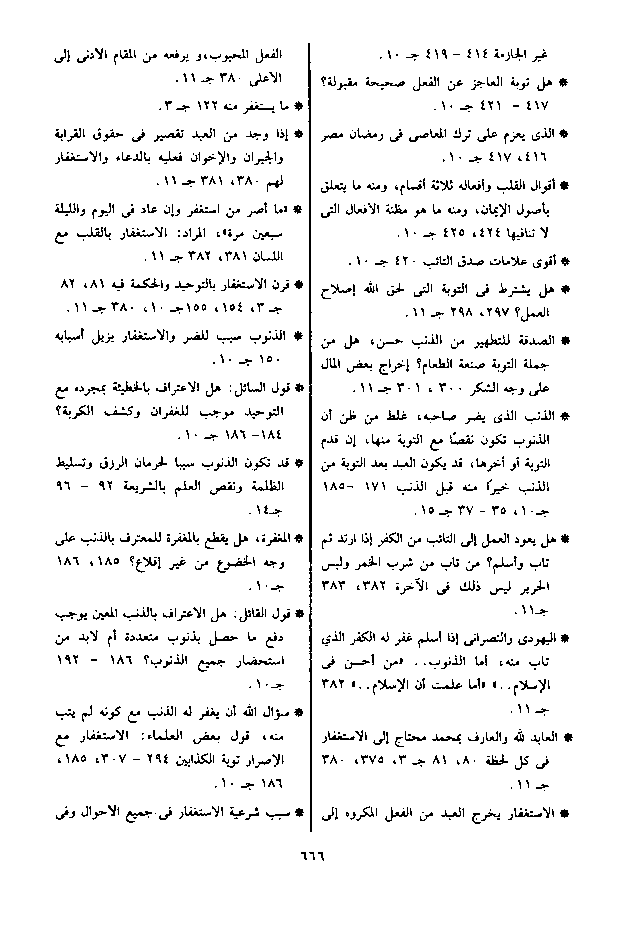 غير الجازمة ٤١٤ - ٤١٩ جـ ١٠.
* هل توبة العاجز عن الفعل صحيحة مقبولة؟
٤١٧ - ٤٢١ جـ ١٠.
* الذى يعزم على ترك المعاصى فى رمضان مصر
٤١٦، ٤١٧ جـ ١٠.
* أقوال القلب وأفعاله ثلاثة أقسام، ومنه ما يتعلق
بأصول الإيمان، ومنه ما هو مظنة الأفعال التى
لا تنافيها ٤٢٤، ٤٢٥ جـ ١٠.
* أقوى علامات صدق التائب ٤٢٠ جـ ١٠.
* هل يشترط فى التوبة التى لحق الله إصلاح
العمل؟ ٢٩٧، ٢٩٨ جـ ١١.
* الصدقة للتطهير من الذنب حسن، هل من
جملة التوبة صنعة الطعام؟ إخراج بعض المال
على وجه الشكر ٣٠٠ ، ٣٠١ جـ ١١.
* الذنب الذى يضر صاحبه، غلط من ظن أن
الذنوب تكون نقصًا مع التوبة منها، إن قدم
التوبة أو أخرها، قد يكون العبد بعد التوبة من
الذنب خيرًا منه قبل الذنب ١٧١ -١٨٥
جـ١٠، ٣٥ - ٣٧ جـ ١٥.
* هل يعود العمل إلى التائب من الكفر إذا ارتد ثم
تاب وأسلم؟ من تاب من شرب الخمر ولبس
الحرير ليس ذلك فى الآخرة ٣٨٢، ٣٨٣
جـ١١.
* اليهودى والنصرانى إذا أسلم غفر له الكفر الذي
تاب منه، أما الذنوب.. «من أحسن فى
الإسلام..» «أما علمت أن الإسلام..» ٣٨٢
جـ ١١.
* العابد لله والعارف بمحمد محتاج إلى الاستغفار
فى كل لحظة ٨٠، ٨١ جـ ٣، ٣٧٥، ٣٨٠
جـ ١١.
* الاستغفار يخرج العبد من الفعل المكروه إلى
الفعل المحبوب،و يرفعه من المقام الأدنى إلى
الأعلى ٣٨٠ جـ ١١.
* ما يستغفر منه ١٢٢ جـ ٣.
* إذا وجد من العبد تقصير فى حقوق القرابة
والجيران والإخوان فعليه بالدعاء والاستغفار
لهم ٣٨٠، ٣٨١ جـ ١١.
* «ما أصر من استغفر وإن عاد فى اليوم والليلة
سبعين مرة»، المراد: الاستغفار بالقلب مع
اللسان ٣٨١، ٣٨٢ جـ ١١.
* قرن الاستغفار بالتوحيد والحكمة فيه ٨١، ٨٢
جـ ٣، ١٥٤، ١٥٥جـ ١٠، ٣٨٠ جـ ١١.
* الذنوب سبب للضر والاستغفار يزيل أسبابه
١٥٠ جـ ١٠.
* قول السائل: هل الاعتراف بالخطيئة بمجرده مع
التوحيد موجب للغفران وكشف الكربة؟
١٨٤- ١٨٦ جـ ١٠.
* قد تكون الذنوب سببا لحرمان الرزق وتسليط
الظلمة ونقص العلم بالشريعة ٩٢ - ٩٦
جـ١٤.
* المغفرة، هل يقطع بالمغفرة للمعترف بالذنب على
وجه الخضوع من غير إقلاع؟ ١٨٥، ١٨٦
جـ١٠.
* قول القائل: هل الاعتراف بالذنب المعين يوجب
دفع ما حصل بذنوب متعددة أم لابد من
استحضار جميع الذنوب؟ ١٨٦ - ١٩٢
جـ١٠.
* سؤال الله أن يغفر له الذنب مع كونه لم يتب
منه، قول بعض العلماء: الاستغفار مع
الإصرار توبة الكذابين ٢٩٤ - ٣٠٧، ١٨٥،
١٨٦ جـ ١٠.
* سبب شرعية الاستغفار فى جميع الأحوال وفى
٦٦٦